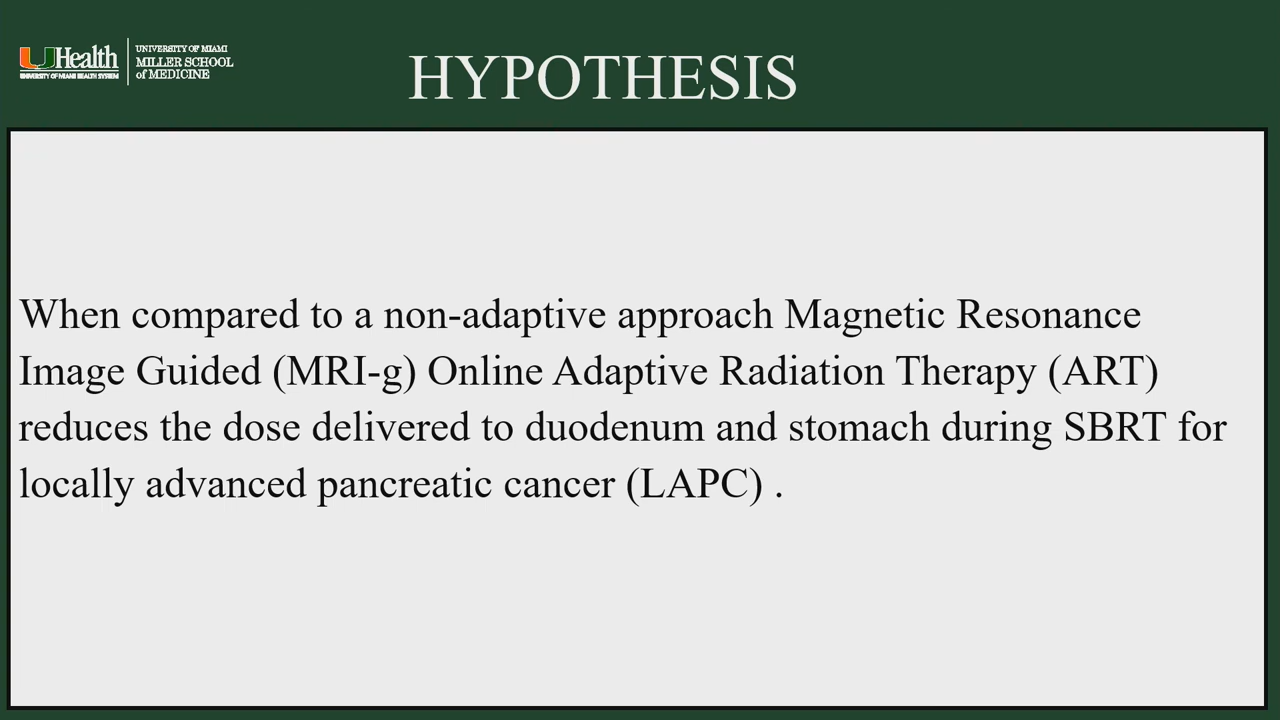 UHealth
UNIVERSITY OF MIAMI HEALTH SYSTEM
UNIVERSITY OF MIAMI
MILLER SCHOOL
of MEDICINE
HYPOTHESIS
When compared to a non-adaptive approach Magnetic Resonance
Image Guided (MRI-g) Online Adaptive Radiation Therapy (ART)
reduces the dose delivered to duodenum and stomach during SBRT for
locally advanced pancreatic cancer (LAPC) .